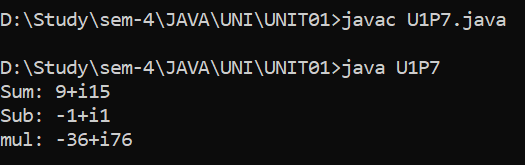 D:\Study\sem-4\JAVA\UNI\UNIT01>javac U1P7.java
D:\Study\sem-4\JAVA\UNI\UNIT01>java U1P7
Sum: 9+i15
Sub: -1+i1
mul: -36+i76